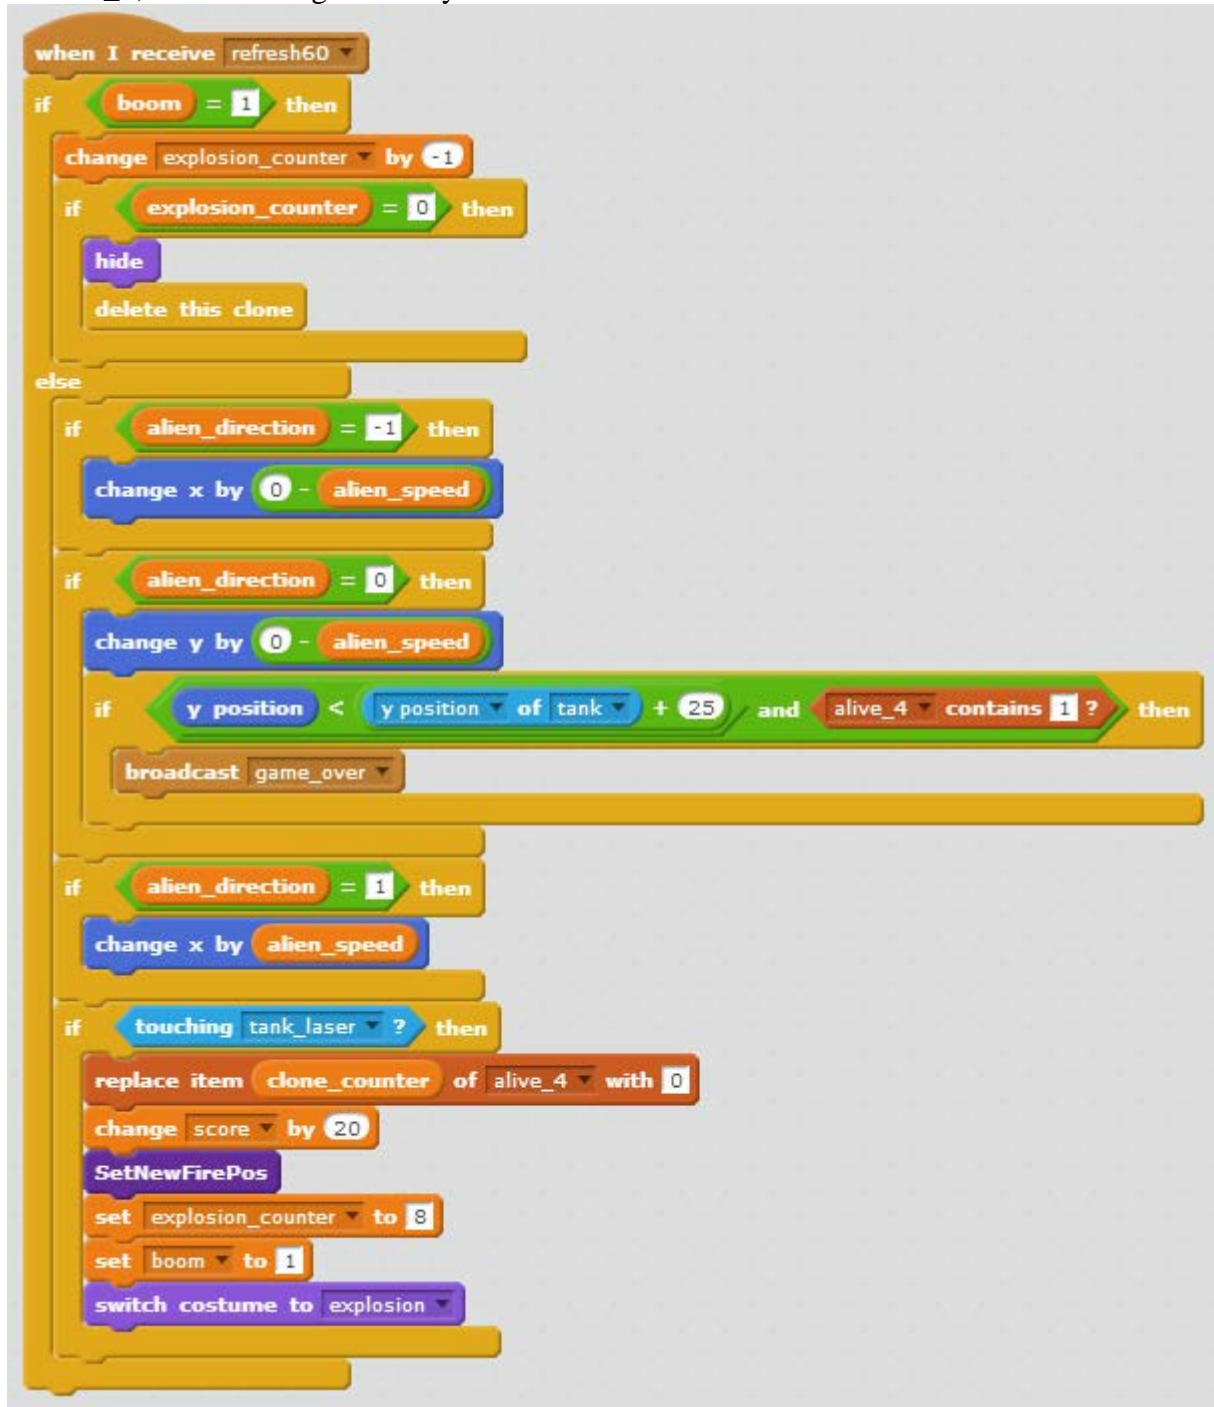 when I receive refresh60
if boom = 1 then
change explosion_counter by -1
if explosion_counter = 0 then
hide
delete this clone
else
if alien_direction = -1 then
change x by 0 - alien_speed
if alien_direction = 0 then
change y by 0 - alien_speed
if y position < y position of tank + 25 and alive_4 contains 1 ? then
broadcast game_over
if alien_direction = 1 then
change x by alien_speed
if touching tank_laser ? then
replace item clone_counter of alive_4 with 0
change score by 20
SetNewFirePos
set explosion_counter to 8
set boom to 1
switch costume to explosion